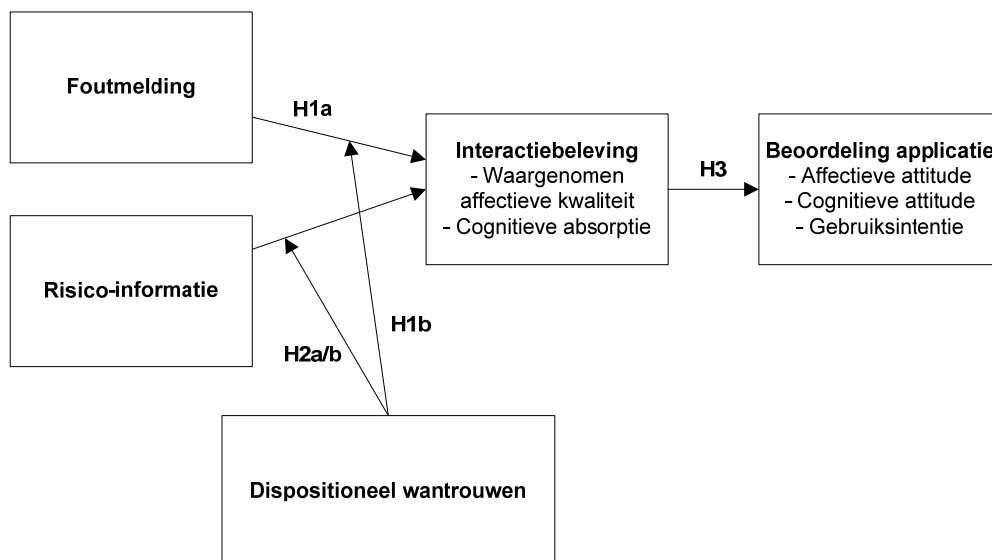 Foutmelding
H1a
Interactiebeleving
- Waargenomen
affectieve kwaliteit
- Cognitieve absorptie
H3
Beoordeling applicatie
- Affectieve attitude
- Cognitieve attitude
- Gebruiksintentie
Risico-informatie
H1b
H2a/b
Dispositioneel wantrouwen